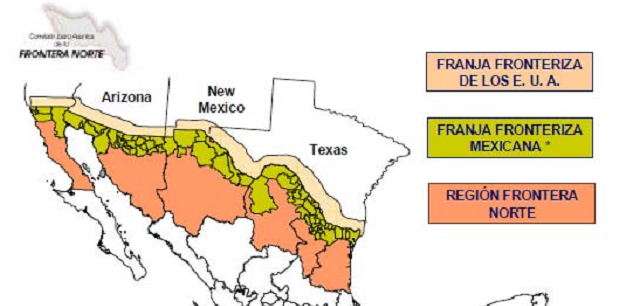 FRONTERA NORTE
Arizona
New
Mexico
Texas
FRANJA FRONTERIZA
DE LOS E. U. A.
FRANJA FRONTERIZA
MEXICANA *
REGIÓN FRONTERA
NORTE